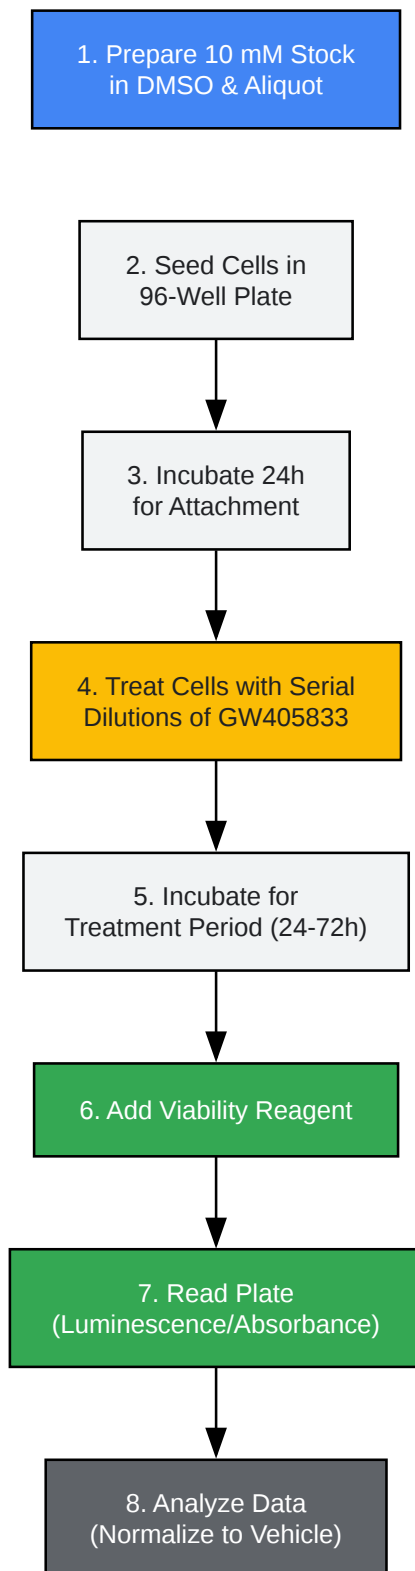 1. Prepare 10 mM Stock
in DMSO & Aliquot
2. Seed Cells in
96-Well Plate
3. Incubate 24h
for Attachment
4. Treat Cells with Serial
Dilutions of GW405833
5. Incubate for
Treatment Period (24-72h)
6. Add Viability Reagent
7. Read Plate
(Luminescence/Absorbance)
8. Analyze Data
(Normalize to Vehicle)